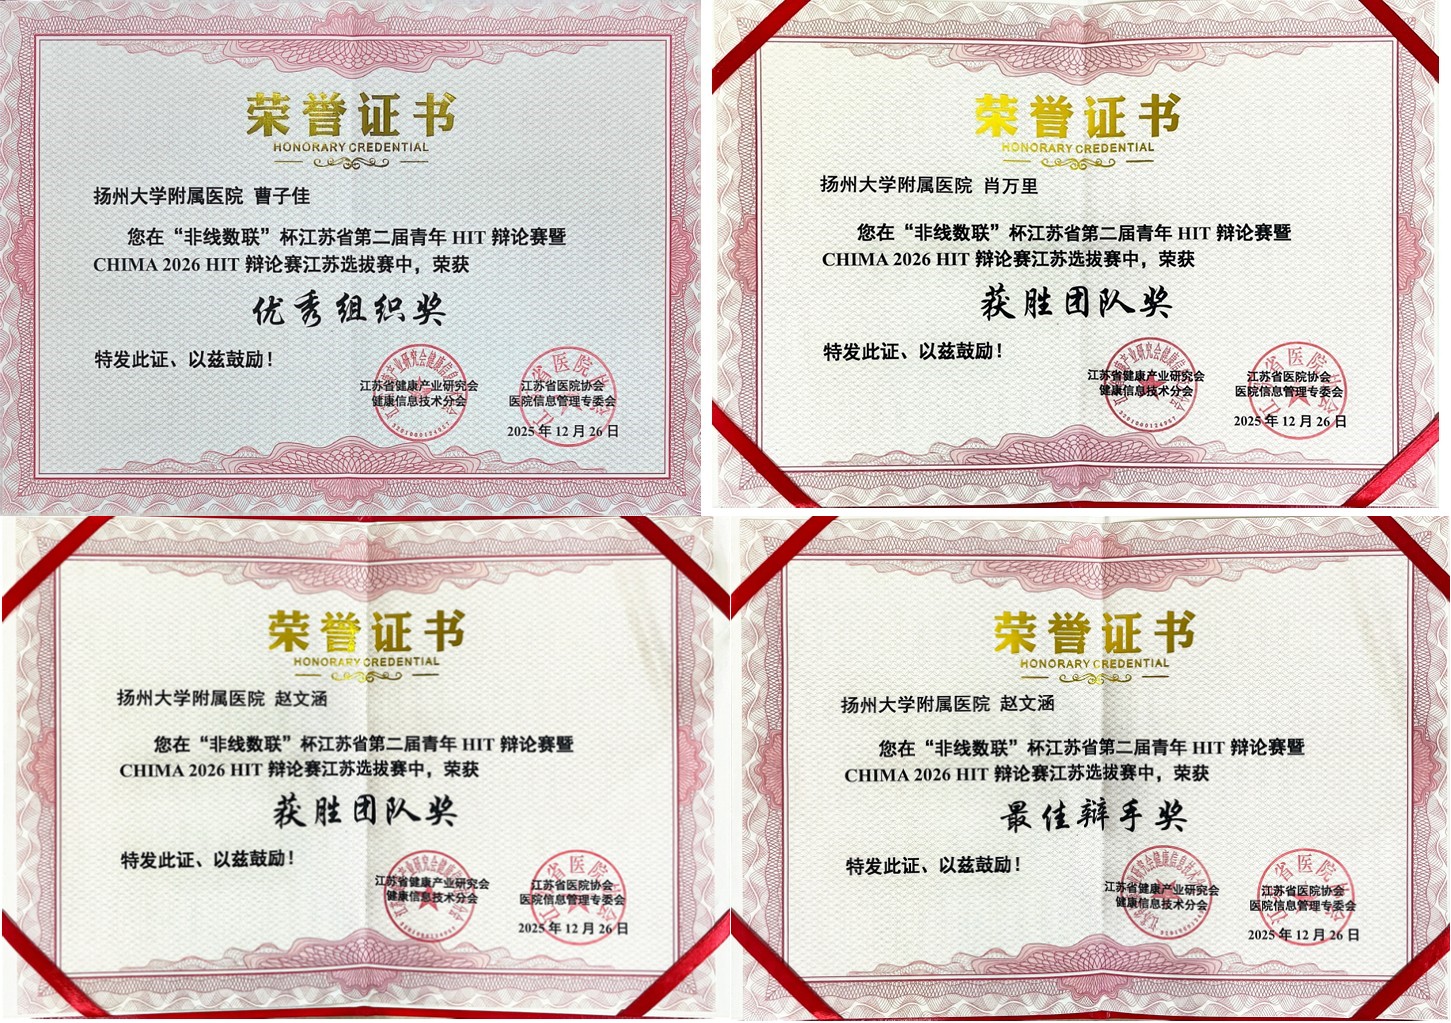 荣誉证书
HONORARY CREDENTIAL
扬州大学附属医院 曹子佳
您在“非线数联”杯江苏省第二届青年 HIT 辩论赛暨
CHIMA 2026 HIT 辩论赛江苏选拔赛中，荣获
优秀组织奖
特发此证、以兹鼓励！
江苏省健康产业研究会
健康信息技术分会
江苏省医院协会
医院信息管理专委会
2025 年 12 月 26 日
荣誉证书
HONORARY CREDENTIAL
扬州大学附属医院 肖万里
您在“非线数联”杯江苏省第二届青年 HIT 辩论赛暨
CHIMA 2026 HIT 辩论赛江苏选拔赛中，荣获
获胜团队奖
特发此证、以兹鼓励！
江苏省健康产业研究会
健康信息技术分会
江苏省医院协会
医院信息管理专委会
2025 年 12 月 26 日
荣誉证书
HONORARY CREDENTIAL
扬州大学附属医院 赵文涵
您在“非线数联”杯江苏省第二届青年 HIT 辩论赛暨
CHIMA 2026 HIT 辩论赛江苏选拔赛中，荣获
获胜团队奖
特发此证、以兹鼓励！
江苏省健康产业研究会
健康信息技术分会
江苏省医院协会
医院信息管理专委会
2025 年 12 月 26 日
荣誉证书
HONORARY CREDENTIAL
扬州大学附属医院 赵文涵
您在“非线数联”杯江苏省第二届青年 HIT 辩论赛暨
CHIMA 2026 HIT 辩论赛江苏选拔赛中，荣获
最佳辩手奖
特发此证、以兹鼓励！
江苏省健康产业研究会
健康信息技术分会
江苏省医院协会
医院信息管理专委会
2025 年 12 月 26 日